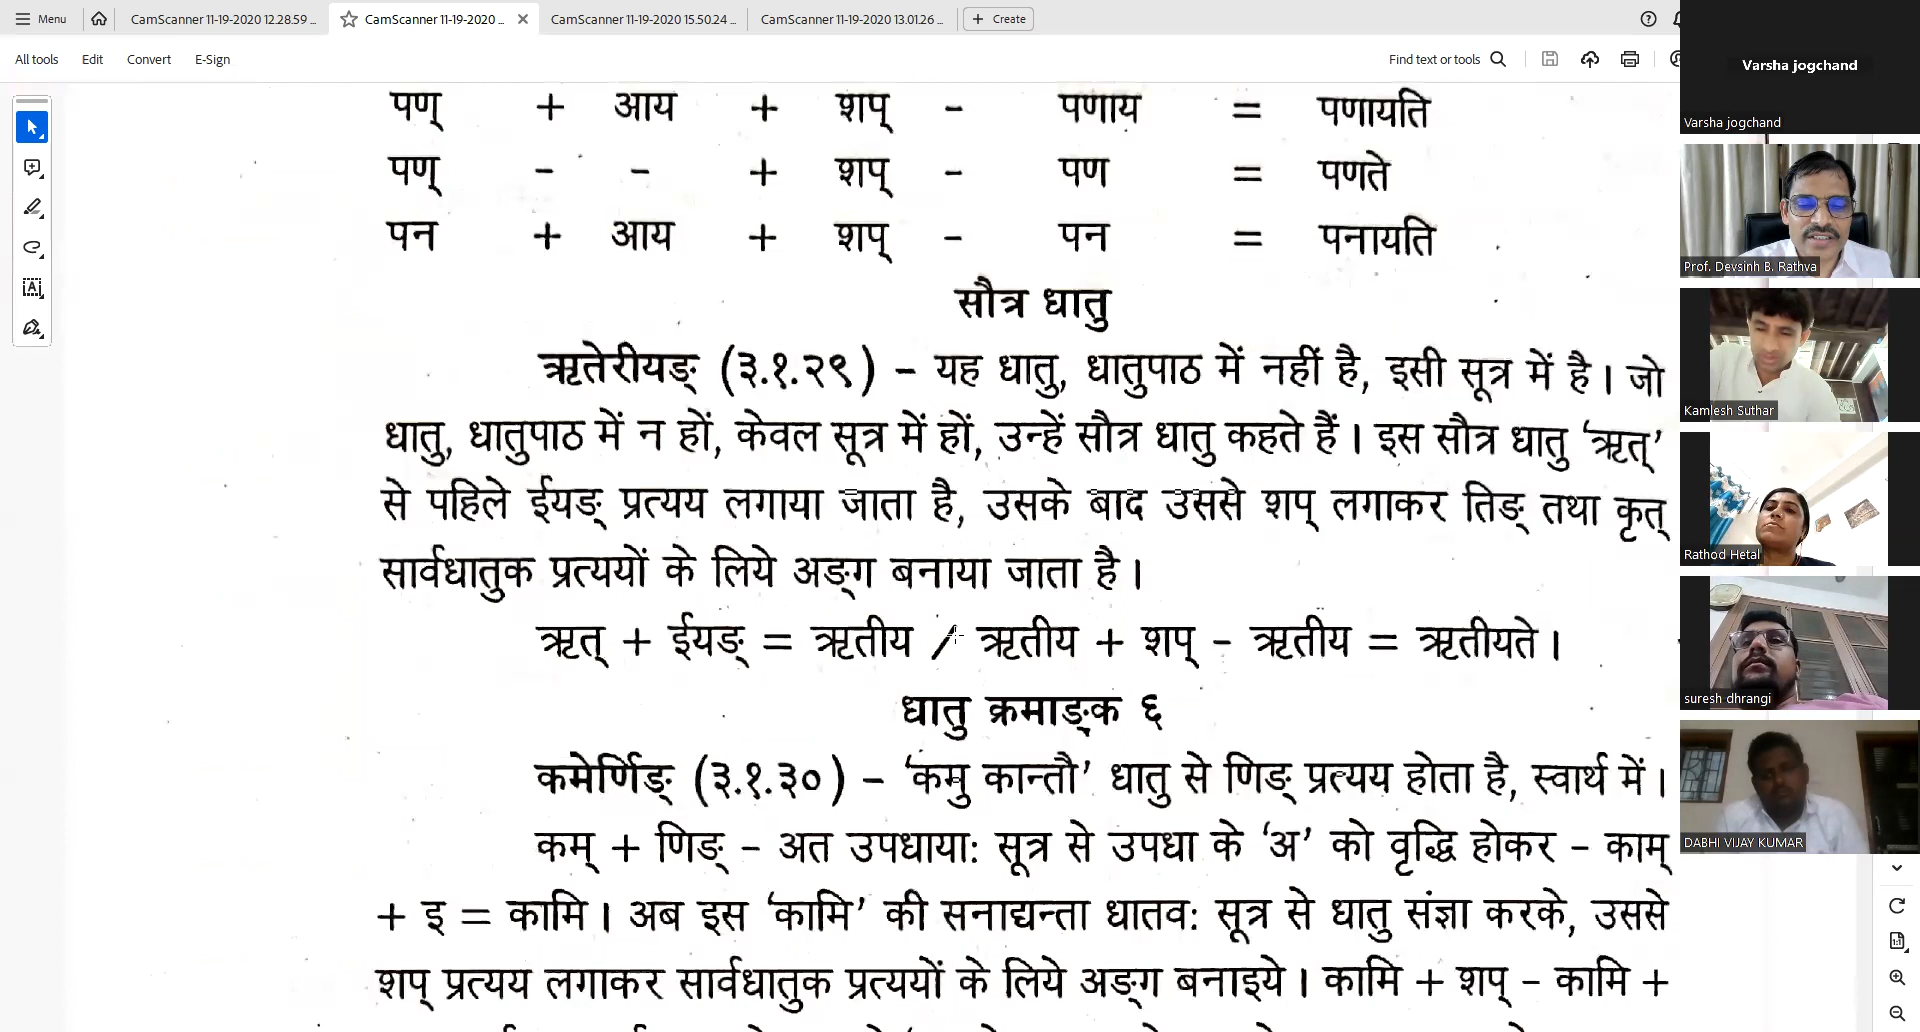 Menu
CamScanner 11-19-2020 12.28.59 ...
CamScanner 11-19-2020 ...
CamScanner 11-19-2020 15.50.24 ...
CamScanner 11-19-2020 13.01.26 ...
Create
All tools
Edit
Convert
E-Sign
Find text or tools
पण् + आय + शप् - पणाय = पणायति
पण् - - + शप् - पण = पणते
पन + आय + शप् - पन = पनायति
सौत्र धातु
ऋतेरीयङ् (३.१.२९) - यह धातु, धातुपाठ में नहीं है, इसी सूत्र में है। जो
धातु, धातुपाठ में न हों, केवल सूत्र में हों, उन्हें सौत्र धातु कहते हैं। इस सौत्र धातु 'ऋत्'
से पहिले ईयङ् प्रत्यय लगाया जाता है, उसके बाद उससे शप् लगाकर तिङ् तथा कृत्
सार्वधातुक प्रत्ययों के लिये अङ्ग बनाया जाता है।
ऋत् + ईयङ् = ऋतीय / ऋतीय + शप् - ऋतीय = ऋतीयते।
धातु क्रमाङ्क ६
कमेर्णिङ् (३.१.३०) - 'कमु कान्तौ' धातु से णिङ् प्रत्यय होता है, स्वार्थ में।
कम् + णिङ् - अत उपधायाः सूत्र से उपधा के 'अ' को वृद्धि होकर - काम्
+ इ = कामि। अब इस 'कामि' की सनाद्यन्ता धातवः सूत्र से धातु संज्ञा करके, उससे
शप् प्रत्यय लगाकर सार्वधातुक प्रत्ययों के लिये अङ्ग बनाइये। कामि + शप् - कामि +
Varsha jogchand
Varsha jogchand
Prof. Devsinh B. Rathva
Kamlesh Suthar
Rathod Hetal
suresh dhrangi
DABHI VIJAY KUMAR